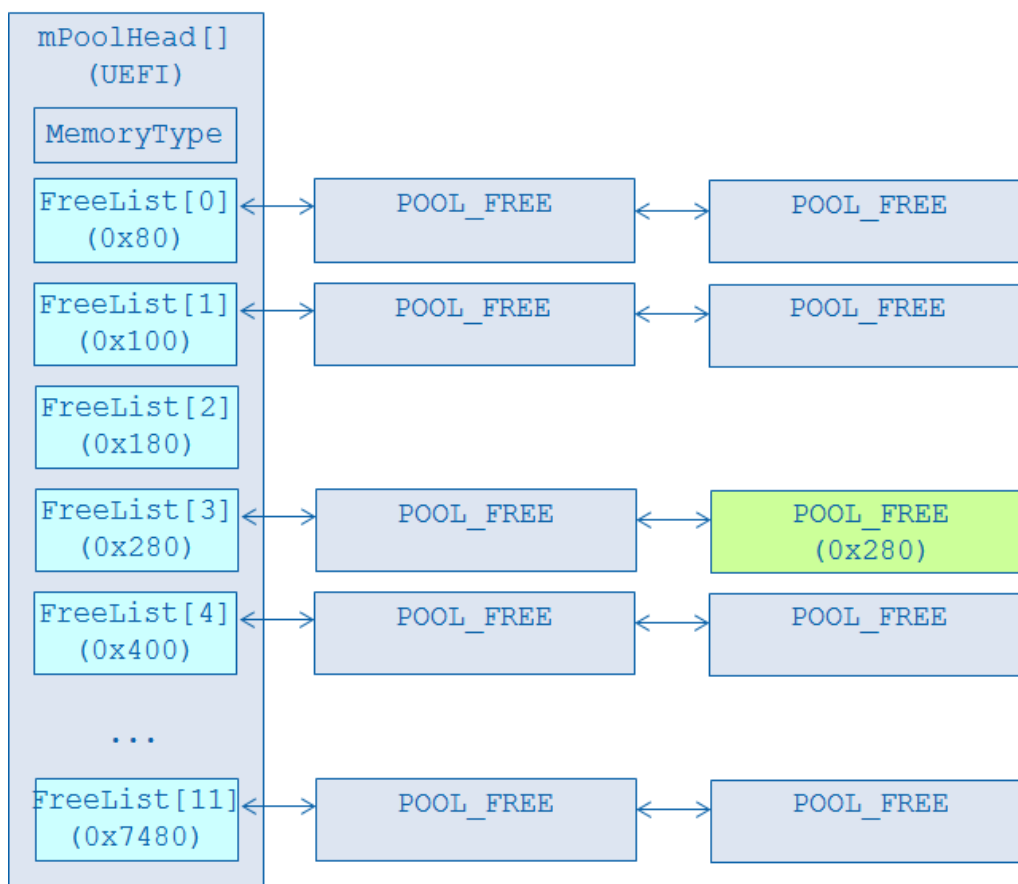 mPoolHead[]
(UEFI)
MemoryType
FreeList[0]
(0x80)
POOL_FREE
POOL_FREE
FreeList[1]
(0x100)
POOL_FREE
POOL_FREE
FreeList[2]
(0x180)
FreeList[3]
(0x280)
POOL_FREE
POOL_FREE
(0x280)
FreeList[4]
(0x400)
POOL_FREE
POOL_FREE
...
FreeList[11]
(0x7480)
POOL_FREE
POOL_FREE